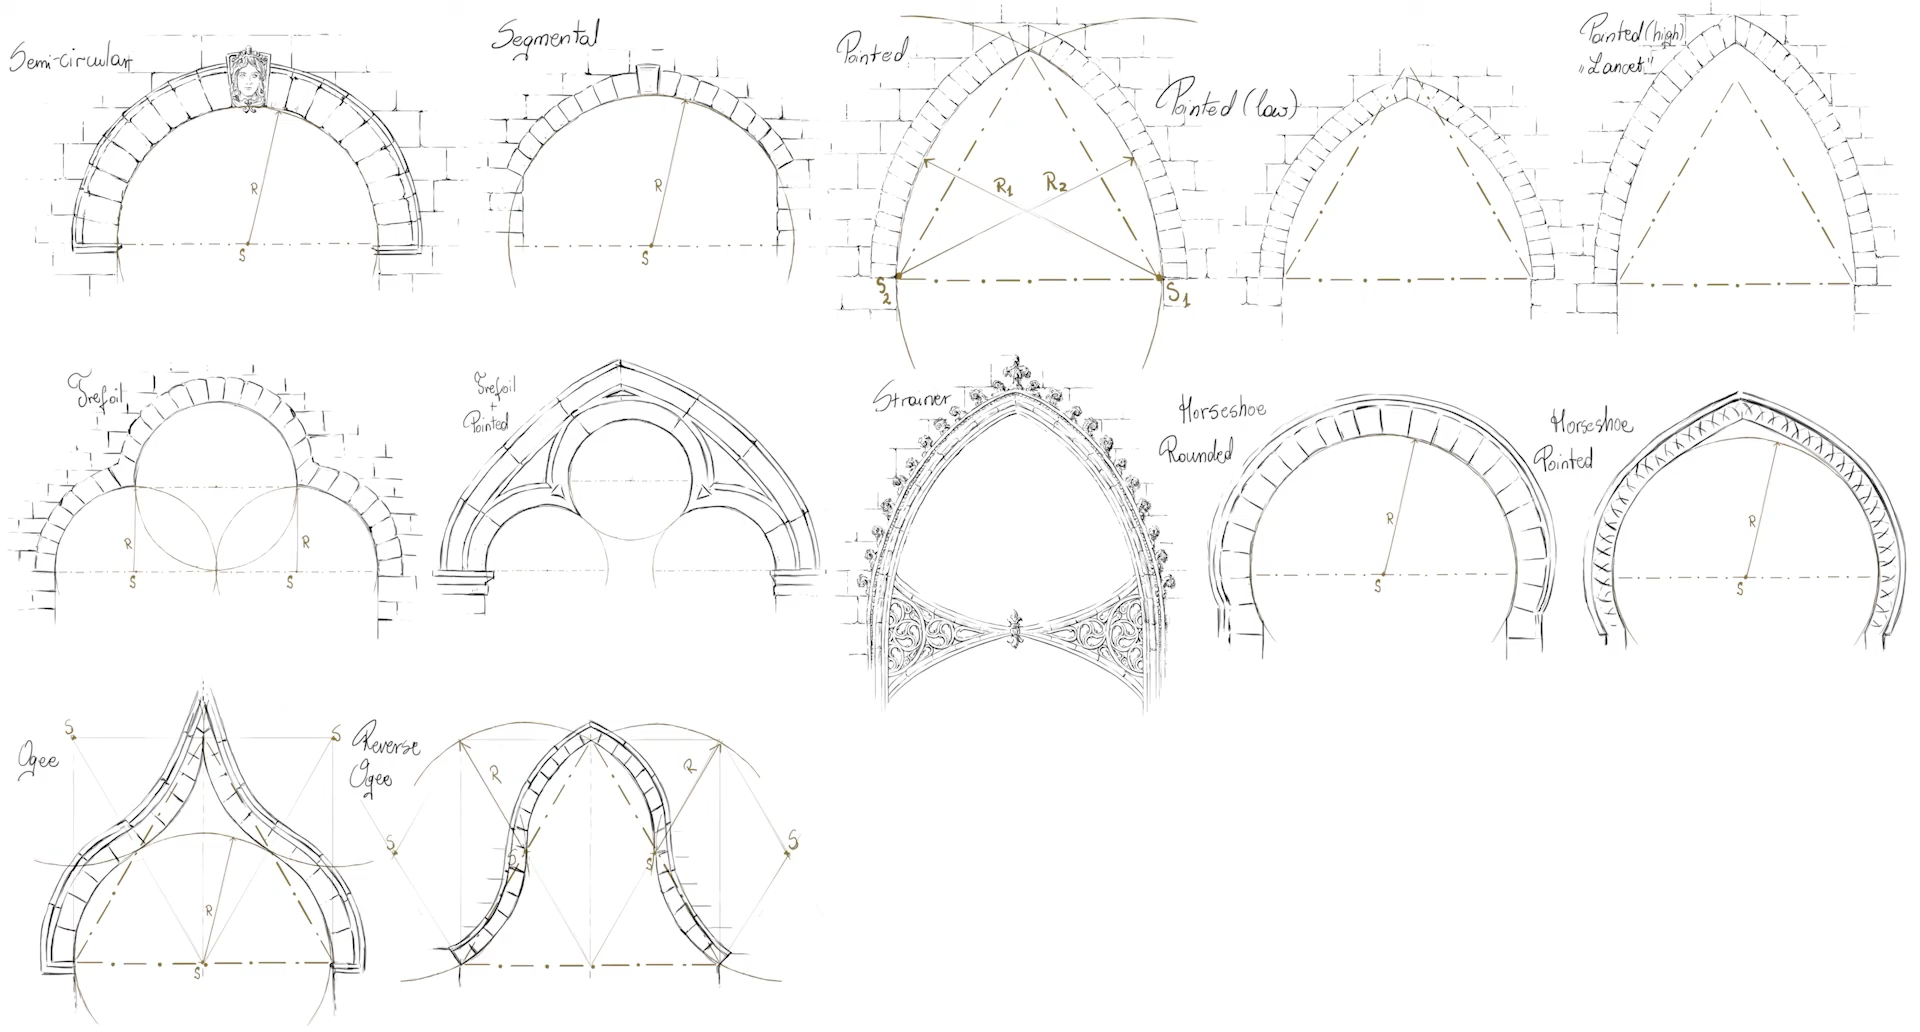 Semi-circular
R
S
Segmental
R
S
Pointed
R1 R2
S2
S1
Pointed (low)
Pointed (high)
„Lancet"
Trefoil
R
R
S
S
Trefoil
+
Pointed
Strainer
Horseshoe
Rounded
R
S
Horseshoe
Pointed
R
S
Ogee
S
S
R
S
Reverse
Ogee
R
R
S
S
S
S